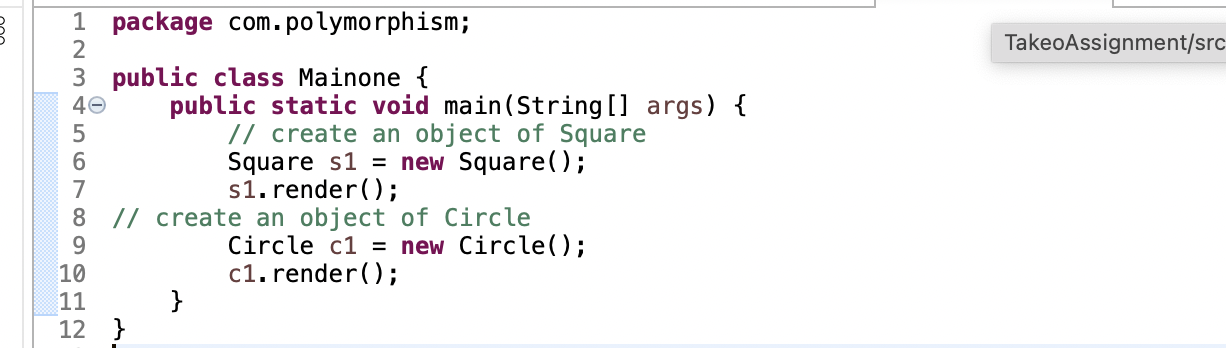 1 package com.polymorphism;
2
3 public class Mainone {
4 public static void main(String[] args) {
5 // create an object of Square
6 Square s1 = new Square();
7 s1.render();
8 // create an object of Circle
9 Circle c1 = new Circle();
10 c1.render();
11 }
12 }
TakeoAssignment/src